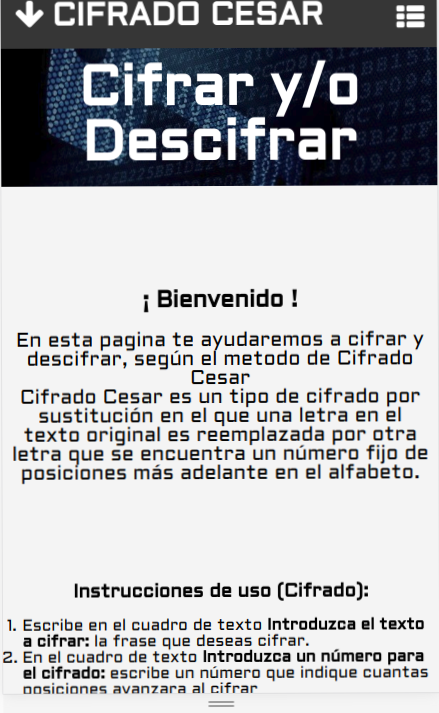 CIFRADO CESAR
Cifrar y/o
Descifrar
¡ Bienvenido !
En esta pagina te ayudaremos a cifrar y
descifrar, según el metodo de Cifrado
Cesar
Cifrado Cesar es un tipo de cifrado por
sustitución en el que una letra en el
texto original es reemplazada por otra
letra que se encuentra un número fijo de
posiciones más adelante en el alfabeto.
Instrucciones de uso (Cifrado):
1. Escribe en el cuadro de texto Introduzca el texto
a cifrar: la frase que deseas cifrar.
2. En el cuadro de texto Introduzca un número para
el cifrado: escribe un número que indique cuantas
posiciones avanzara al cifrar